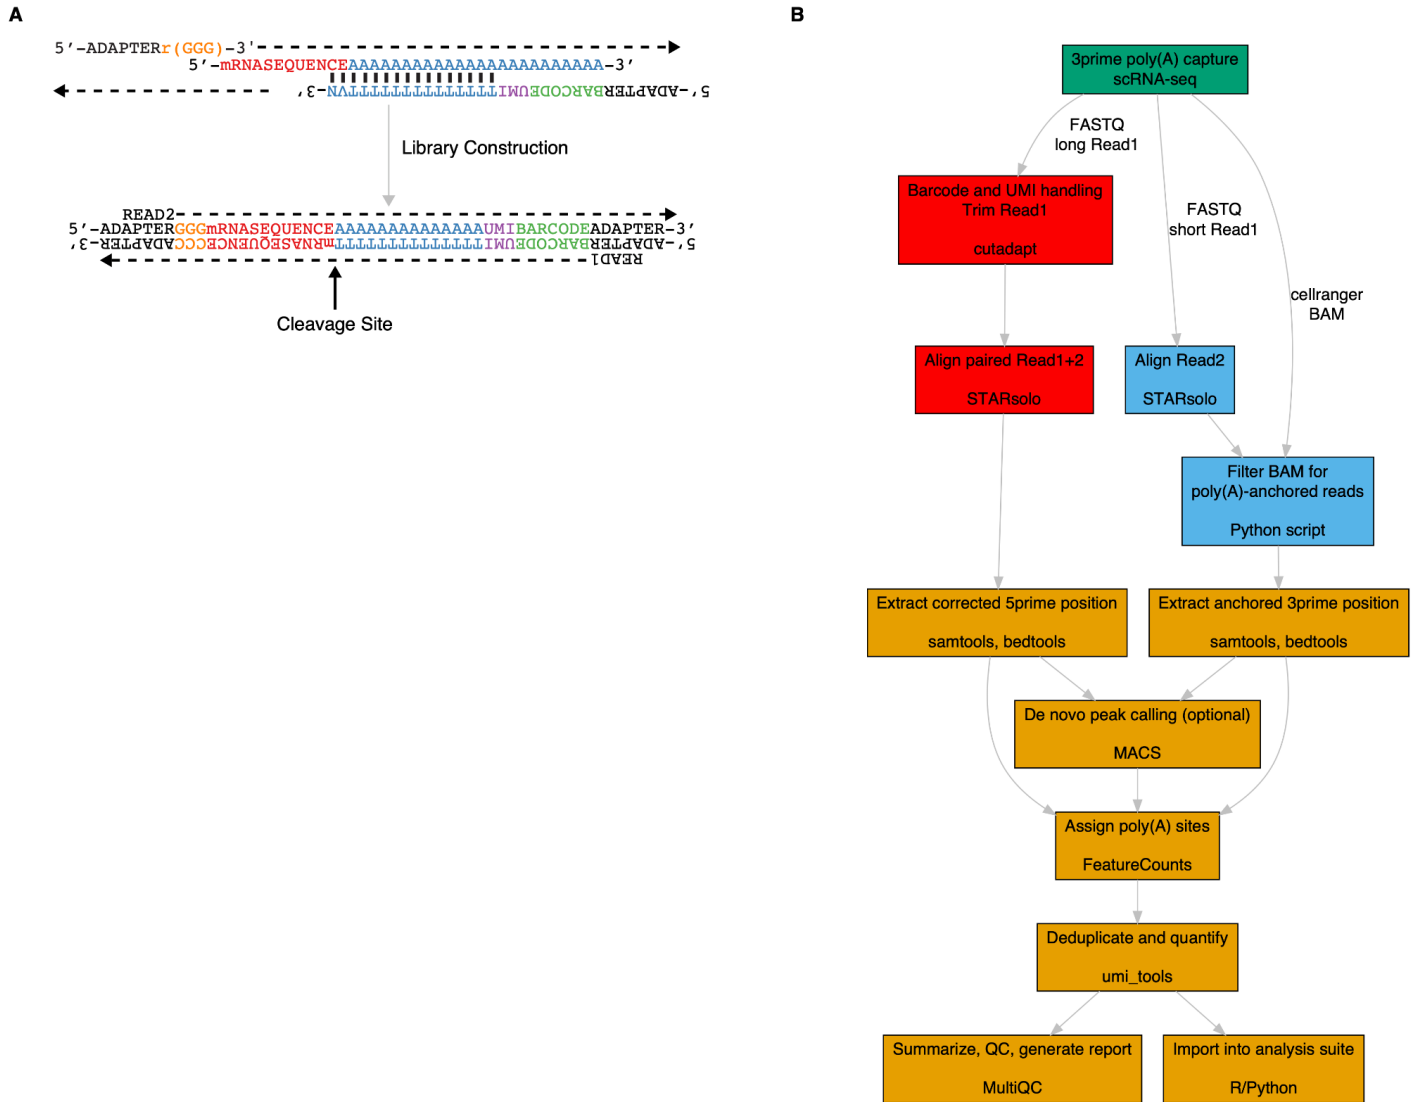 A
5′-ADAPTERr(GGG)-3'
5′-mRNASEQUENCEAAAAAAAAAAAAAAAAAAAAAAAA-3′
5′-ADAPTERBARCODEUMITTTTTTTTTTTTTTVN-3′
Library Construction
READ2
5′-ADAPTERGGGmRNASEQUENCEAAAAAAAAAAAAAAUMIBARCODEADAPTER-3′
5′-ADAPTERBARCODEUMITTTTTTTTTTTTTTmRNASEQUENCECCCADAPTER-3′
READ1
Cleavage Site
B
3prime poly(A) capture
scRNA-seq
FASTQ
long Read1
FASTQ
short Read1
cellranger
BAM
Barcode and UMI handling
Trim Read1
cutadapt
Align paired Read1+2
STARsolo
Align Read2
STARsolo
Filter BAM for
poly(A)-anchored reads
Python script
Extract corrected 5prime position
samtools, bedtools
Extract anchored 3prime position
samtools, bedtools
De novo peak calling (optional)
MACS
Assign poly(A) sites
FeatureCounts
Deduplicate and quantify
umi_tools
Summarize, QC, generate report
MultiQC
Import into analysis suite
R/Python